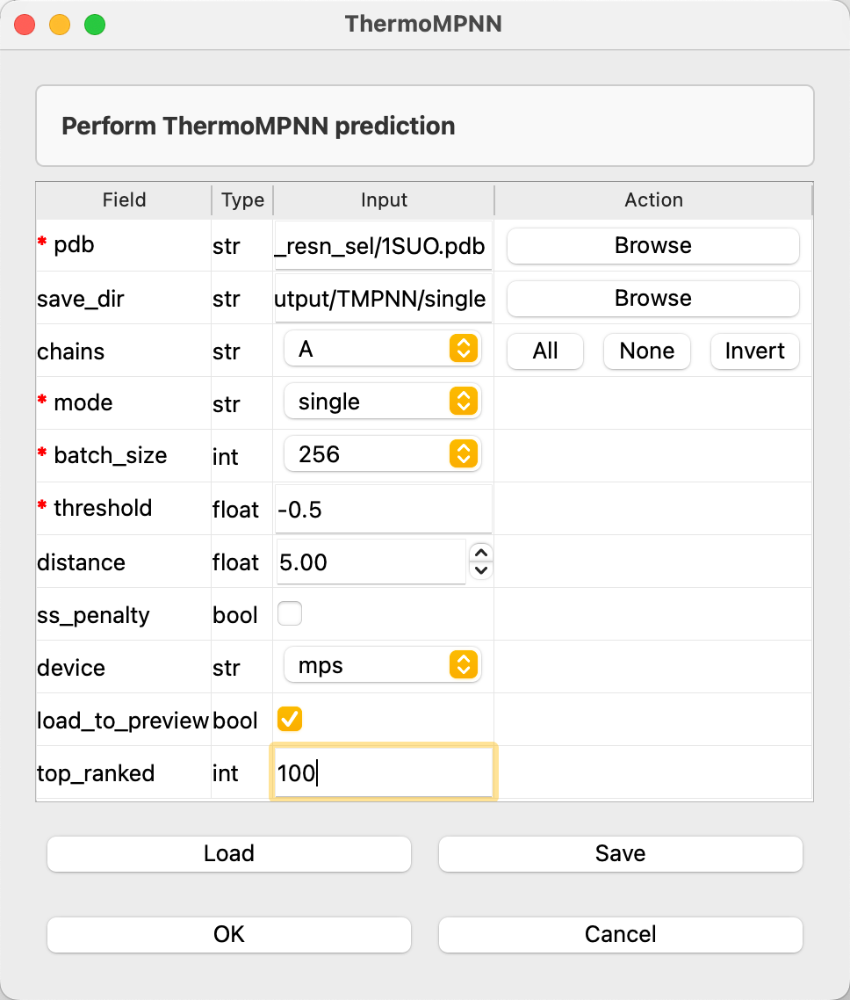 ThermoMPNN
Perform ThermoMPNN prediction
Field Type Input Action
* pdb str _resn_sel/1SUO.pdb Browse
save_dir str utput/TMPNN/single Browse
chains str A All None Invert
* mode str single
* batch_size int 256
* threshold float -0.5
distance float 5.00
ss_penalty bool
device str mps
load_to_preview bool
top_ranked int 100
Load Save
OK Cancel